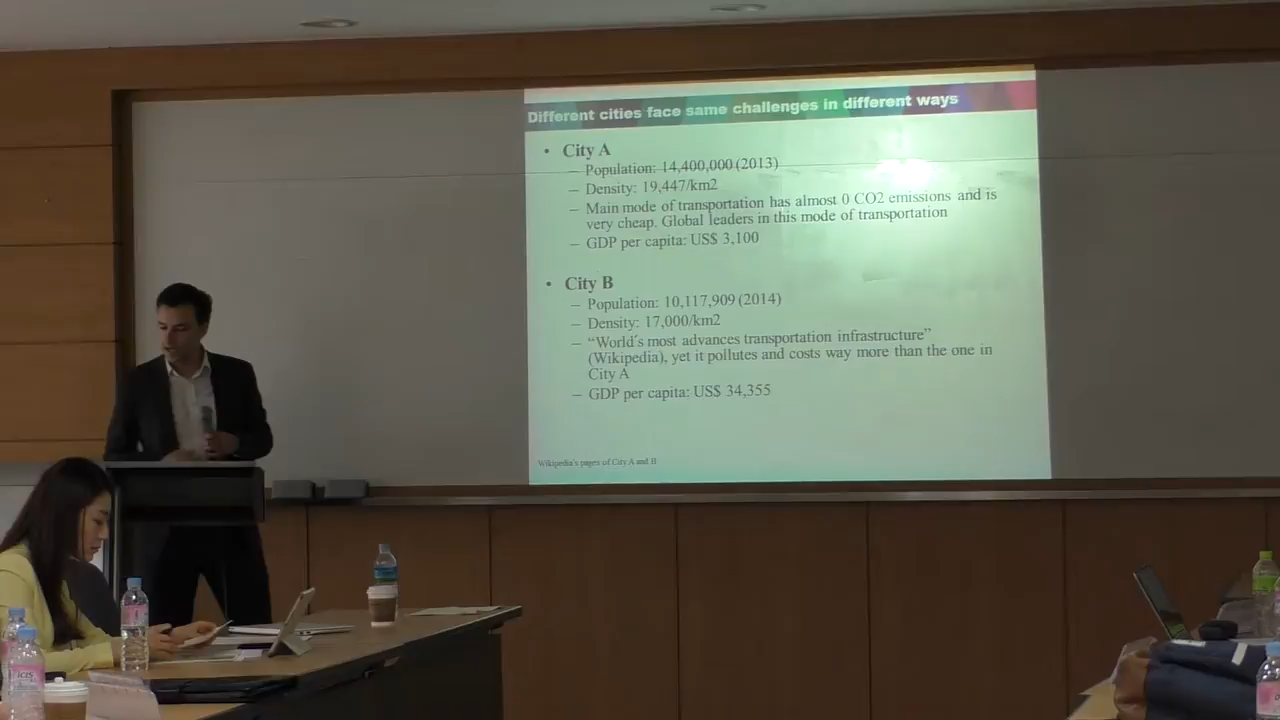 Different cities face same challenges in different ways
• City A
– Population: 14,400,000 (2013)
– Density: 19,447/km2
– Main mode of transportation has almost 0 CO2 emissions and is
very cheap. Global leaders in this mode of transportation
– GDP per capita: US$ 3,100
• City B
– Population: 10,117,909 (2014)
– Density: 17,000/km2
– “World's most advances transportation infrastructure”
(Wikipedia), yet it pollutes and costs way more than the one in
City A
– GDP per capita: US$ 34,355
Wikipedia's pages of City A and B